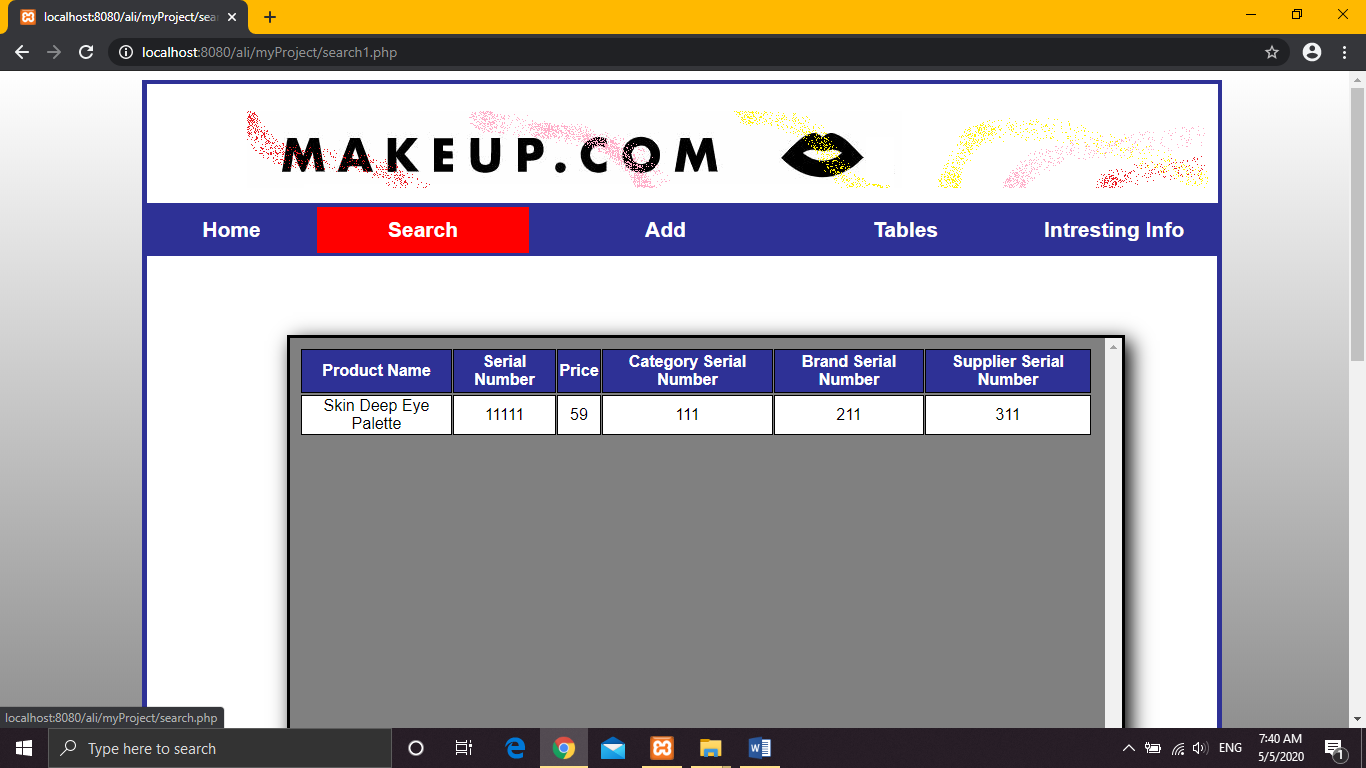 localhost:8080/ali/myProject/sea
localhost:8080/ali/myProject/search1.php
MAKEUP.COM
Home Search Add Tables Intresting Info
Product Name Serial Number Price Category Serial Number Brand Serial Number Supplier Serial Number
Skin Deep Eye Palette 11111 59 111 211 311
localhost:8080/ali/myProject/search.php
Type here to search
ENG
7:40 AM
5/5/2020
1